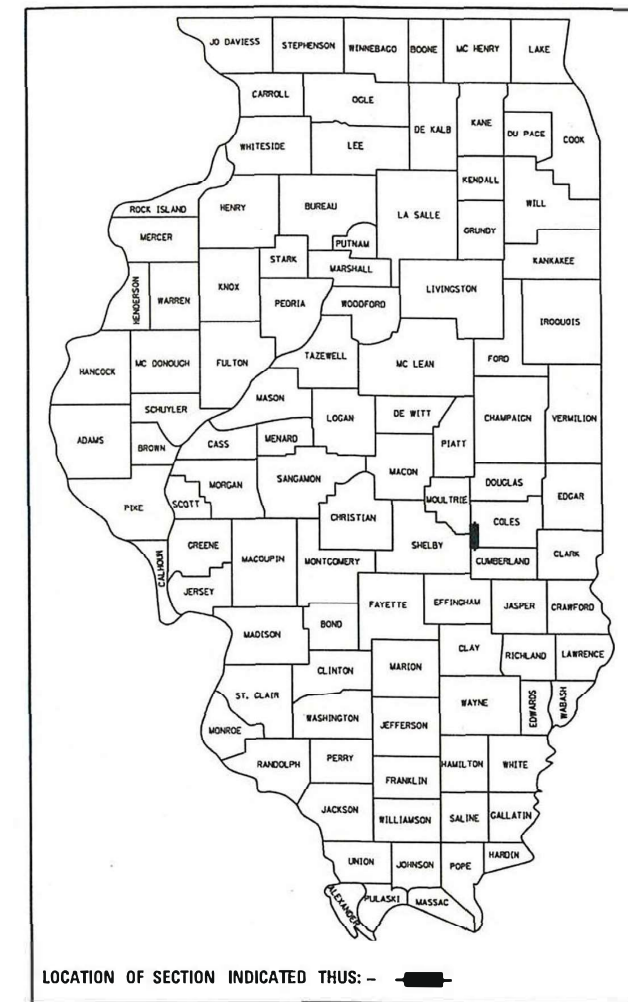 JO DAVIESS STEPHENSON WINNEBAGO BOONE MC HENRY LAKE
CARROLL OGLE DE KALB KANE DU PAGE COOK
WHITESIDE LEE
KENDALL WILL
ROCK ISLAND HENRY BUREAU LA SALLE
MERCER PUTNAM GRUNDY
STARK MARSHALL KANKAKEE
HENDERSON WARREN KNOX PEORIA WOODFORD LIVINGSTON
IROQUOIS
HANCOCK MC DONOUGH FULTON TAZEWELL MC LEAN FORD
MASON
SCHUYLER LOGAN DE WITT CHAMPAIGN VERMILION
ADAMS BROWN CASS MENARD PIATT
MORGAN SANGAMON MACON DOUGLAS
PIKE SCOTT CHRISTIAN MOULTRIE EDGAR
COLES
GREENE MACOUPIN MONTGOMERY SHELBY CUMBERLAND CLARK
CALHOUN JERSEY
FAYETTE EFFINGHAM JASPER CRAWFORD
MADISON BOND
CLAY RICHLAND LAWRENCE
CLINTON MARION
ST. CLAIR WAYNE EDWARDS WABASH
WASHINGTON JEFFERSON
MONROE
RANDOLPH PERRY HAMILTON WHITE
FRANKLIN
JACKSON WILLIAMSON SALINE GALLATIN
UNION JOHNSON POPE HARDIN
ALEXANDER PULASKI MASSAC
LOCATION OF SECTION INDICATED THUS: -